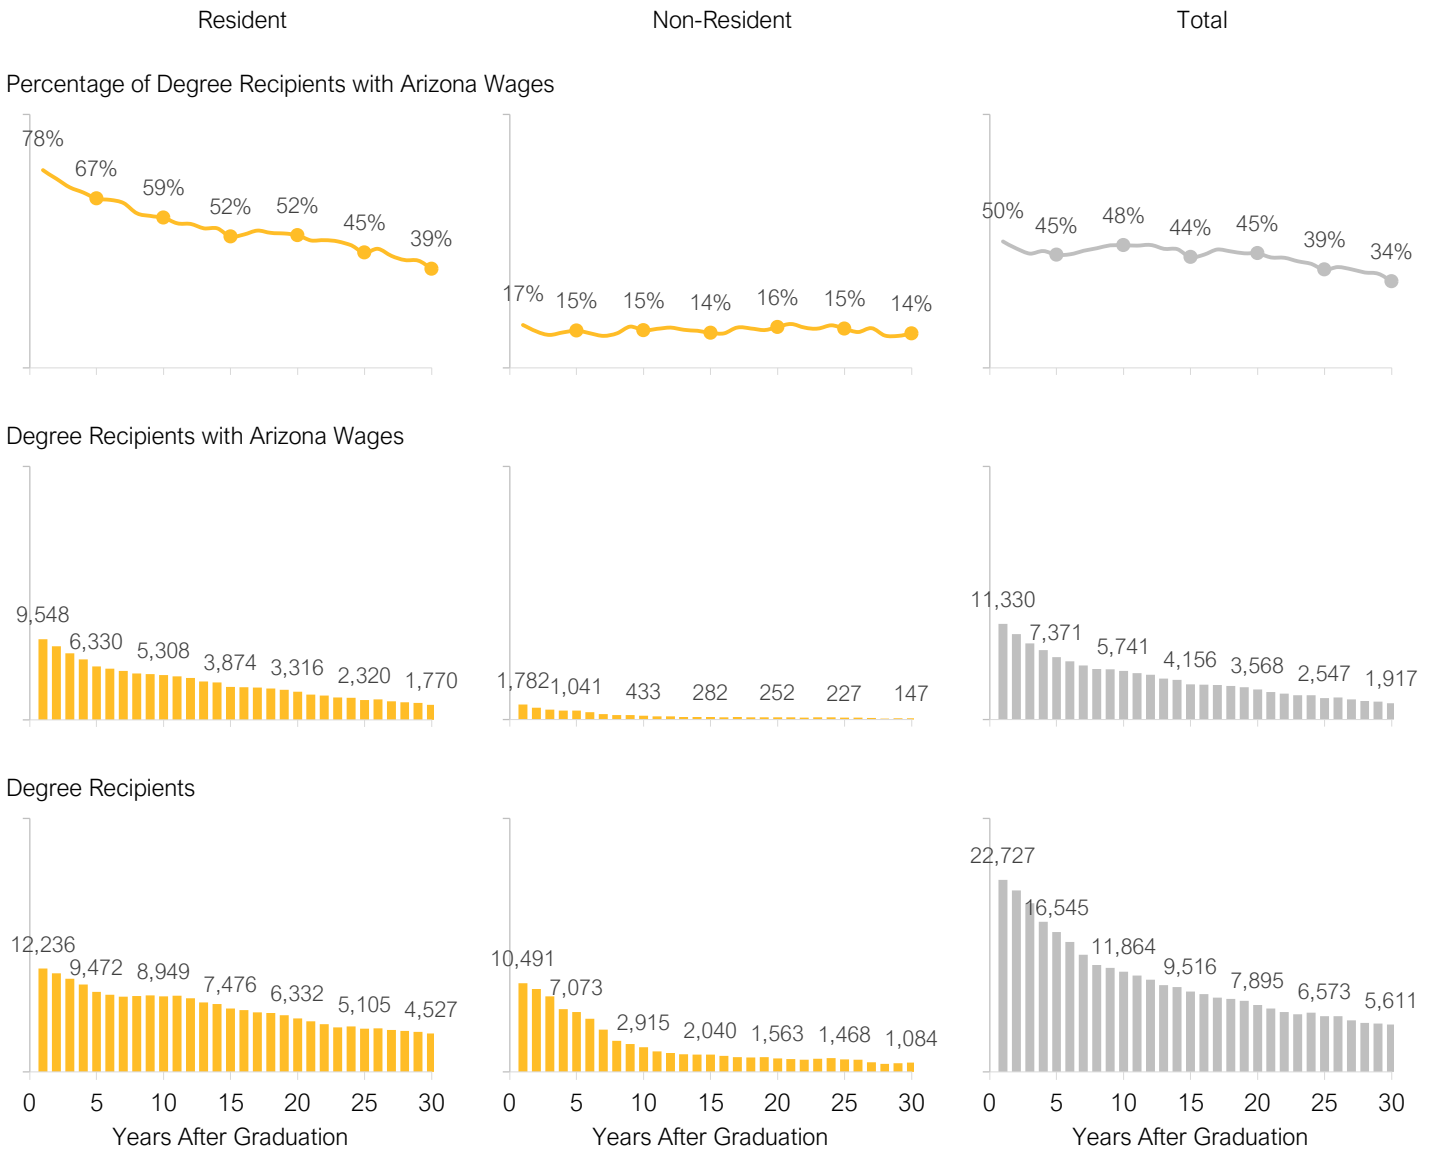 Resident Non-Resident Total
Percentage of Degree Recipients with Arizona Wages
78% 67% 59% 52% 52% 45% 39%
17% 15% 15% 14% 16% 15% 14%
50% 45% 48% 44% 45% 39% 34%
Degree Recipients with Arizona Wages
9,548 6,330 5,308 3,874 3,316 2,320 1,770
1,782 1,041 433 282 252 227 147
11,330 7,371 5,741 4,156 3,568 2,547 1,917
Degree Recipients
12,236 9,472 8,949 7,476 6,332 5,105 4,527
10,491 7,073 2,915 2,040 1,563 1,468 1,084
22,727 16,545 11,864 9,516 7,895 6,573 5,611
0 5 10 15 20 25 30 0 5 10 15 20 25 30 0 5 10 15 20 25 30
Years After Graduation Years After Graduation Years After Graduation